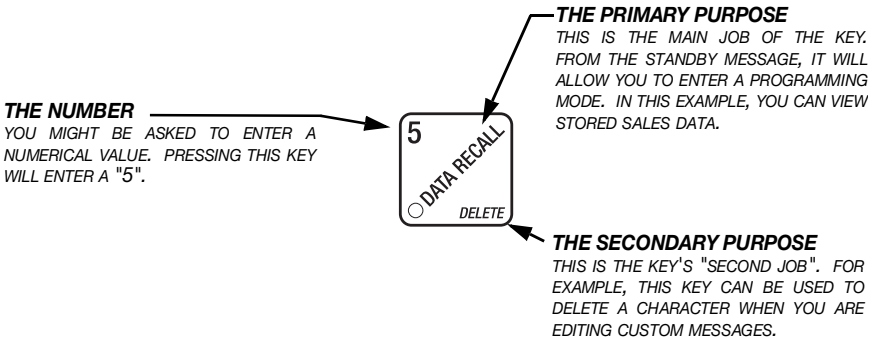 THE PRIMARY PURPOSE
THIS IS THE MAIN JOB OF THE KEY.
FROM THE STANDBY MESSAGE, IT WILL
ALLOW YOU TO ENTER A PROGRAMMING
MODE. IN THIS EXAMPLE, YOU CAN VIEW
STORED SALES DATA.
THE NUMBER
YOU MIGHT BE ASKED TO ENTER A
NUMERICAL VALUE. PRESSING THIS KEY
WILL ENTER A "5".
5
DATA RECALL
DELETE
THE SECONDARY PURPOSE
THIS IS THE KEY'S "SECOND JOB". FOR
EXAMPLE, THIS KEY CAN BE USED TO
DELETE A CHARACTER WHEN YOU ARE
EDITING CUSTOM MESSAGES.